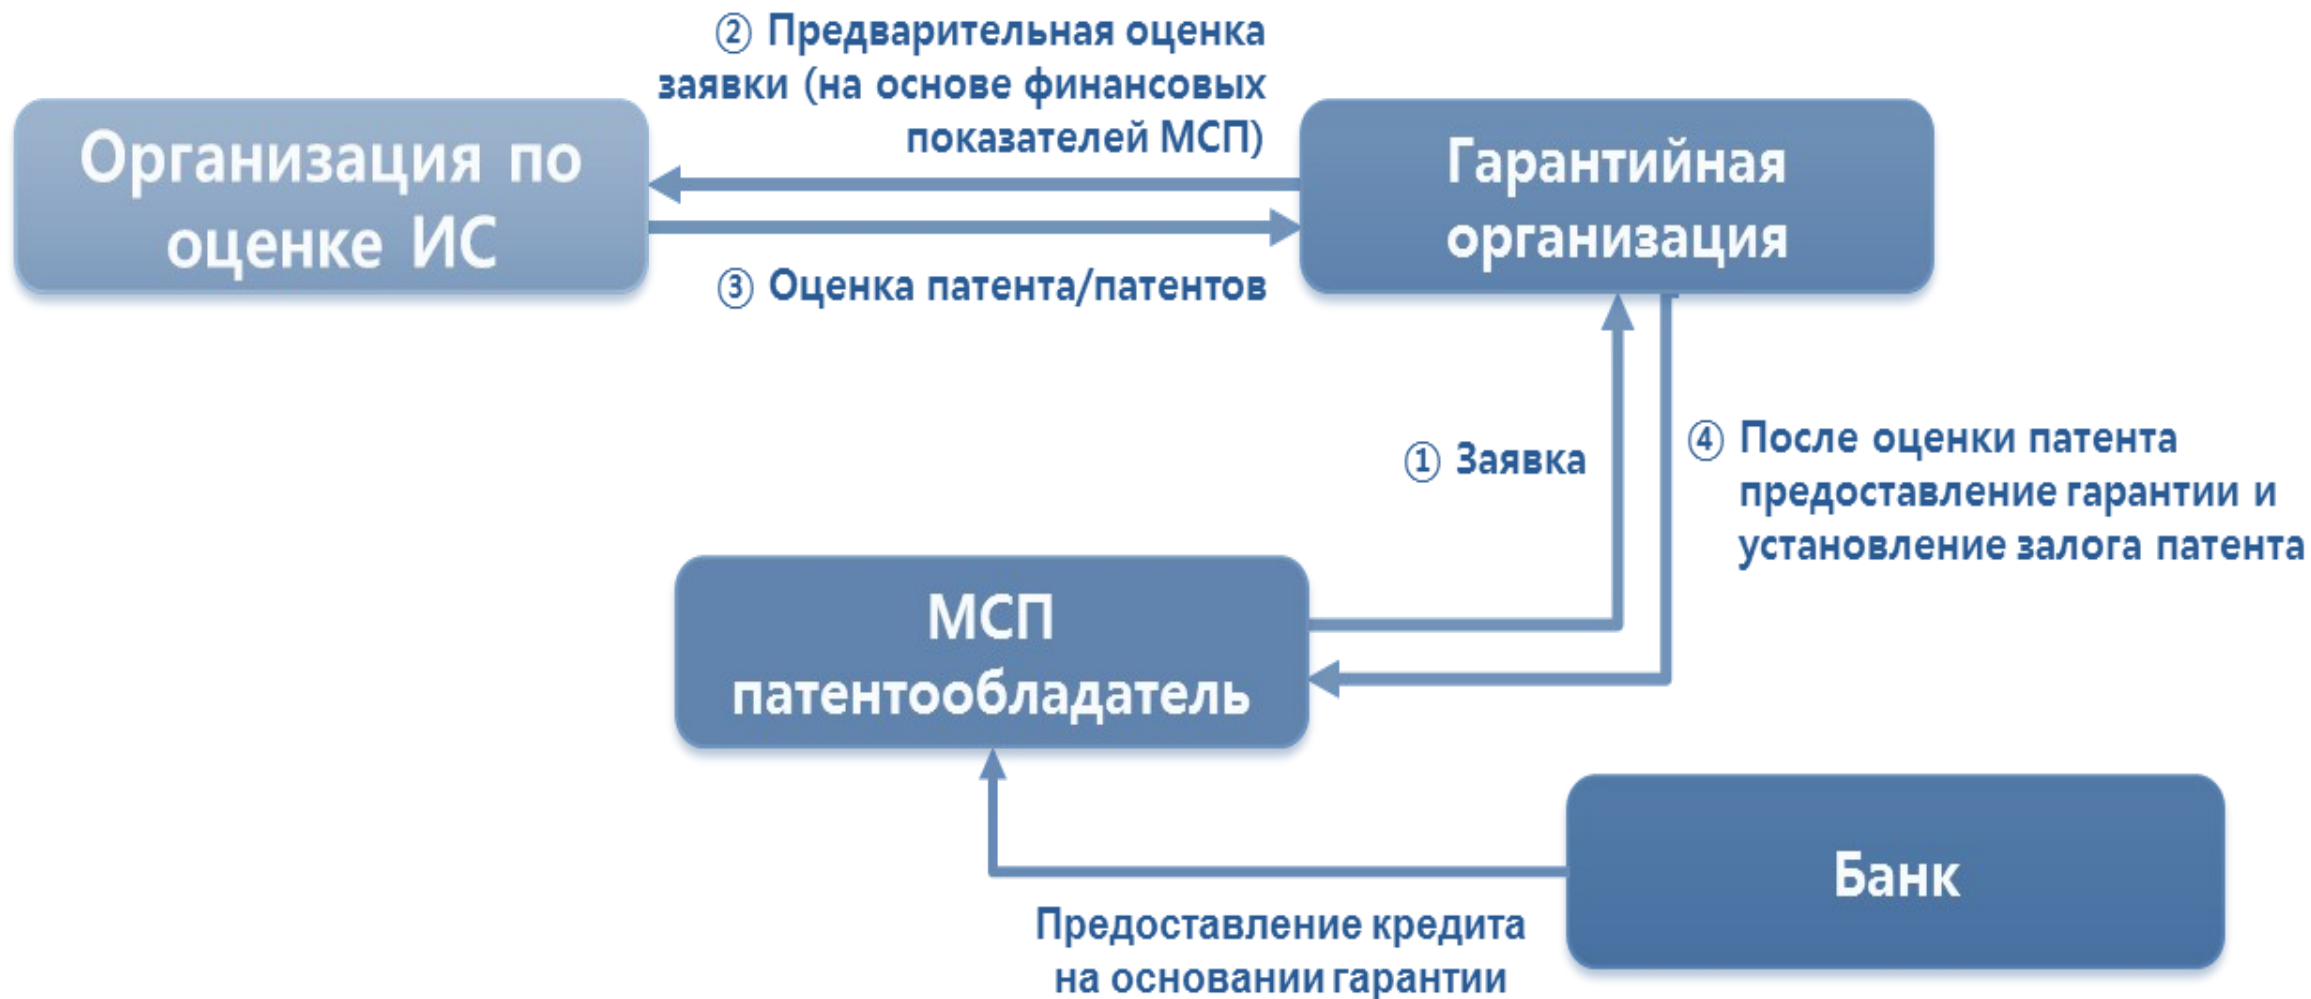 ② Предварительная оценка
заявки (на основе финансовых
показателей МСП)
Организация по
оценке ИС
Гарантийная
организация
③ Оценка патента/патентов
① Заявка
④ После оценки патента
предоставление гарантии и
установление залога патента
МСП
патентообладатель
Банк
Предоставление кредита
на основании гарантии